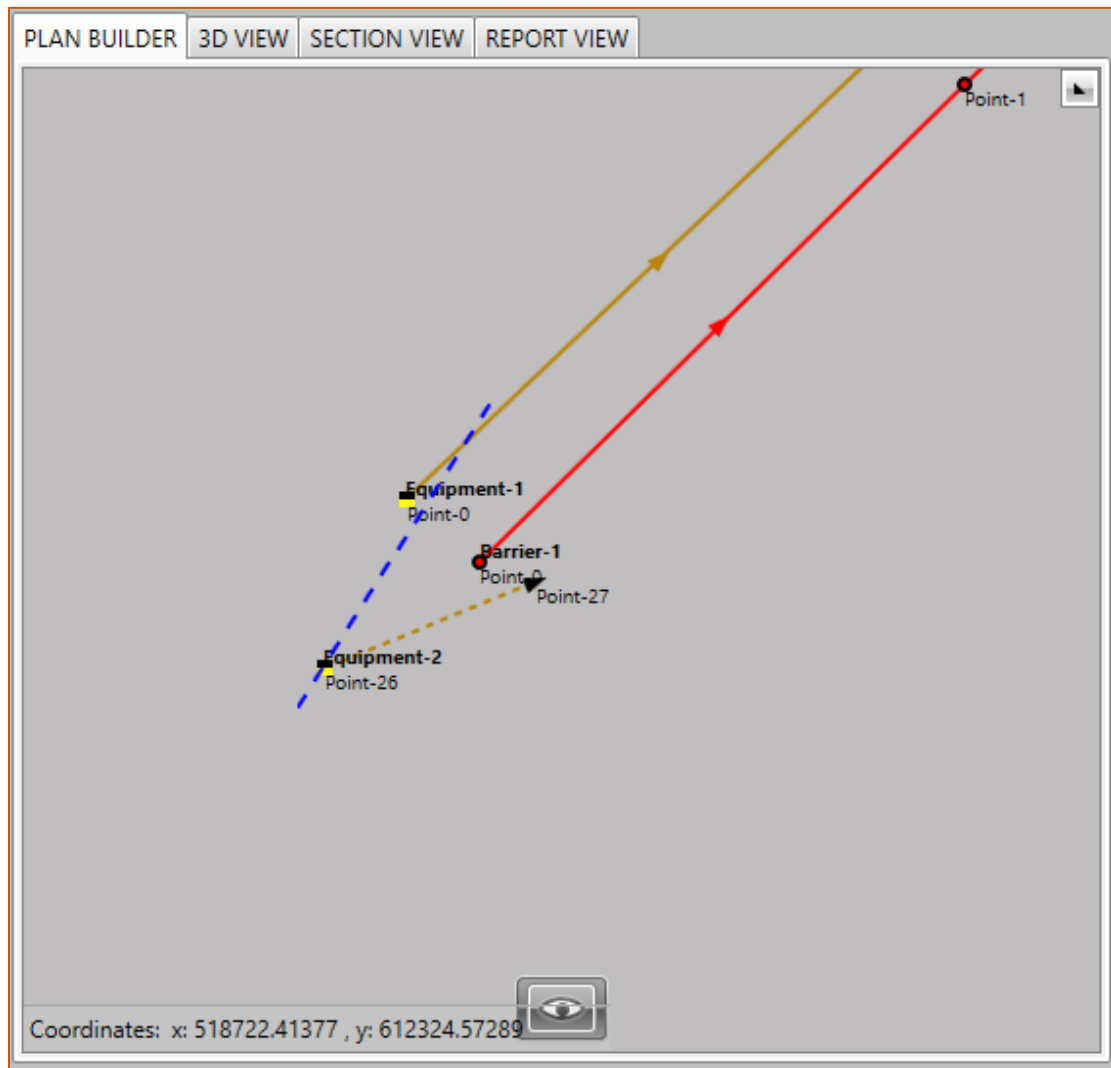 PLAN BUILDER 3D VIEW SECTION VIEW REPORT VIEW
Point-1
Equipment-1
Point-0
Barrier-1
Point-0
Point-27
Equipment-2
Point-26
Coordinates: x: 518722.41377 , y: 612324.57289